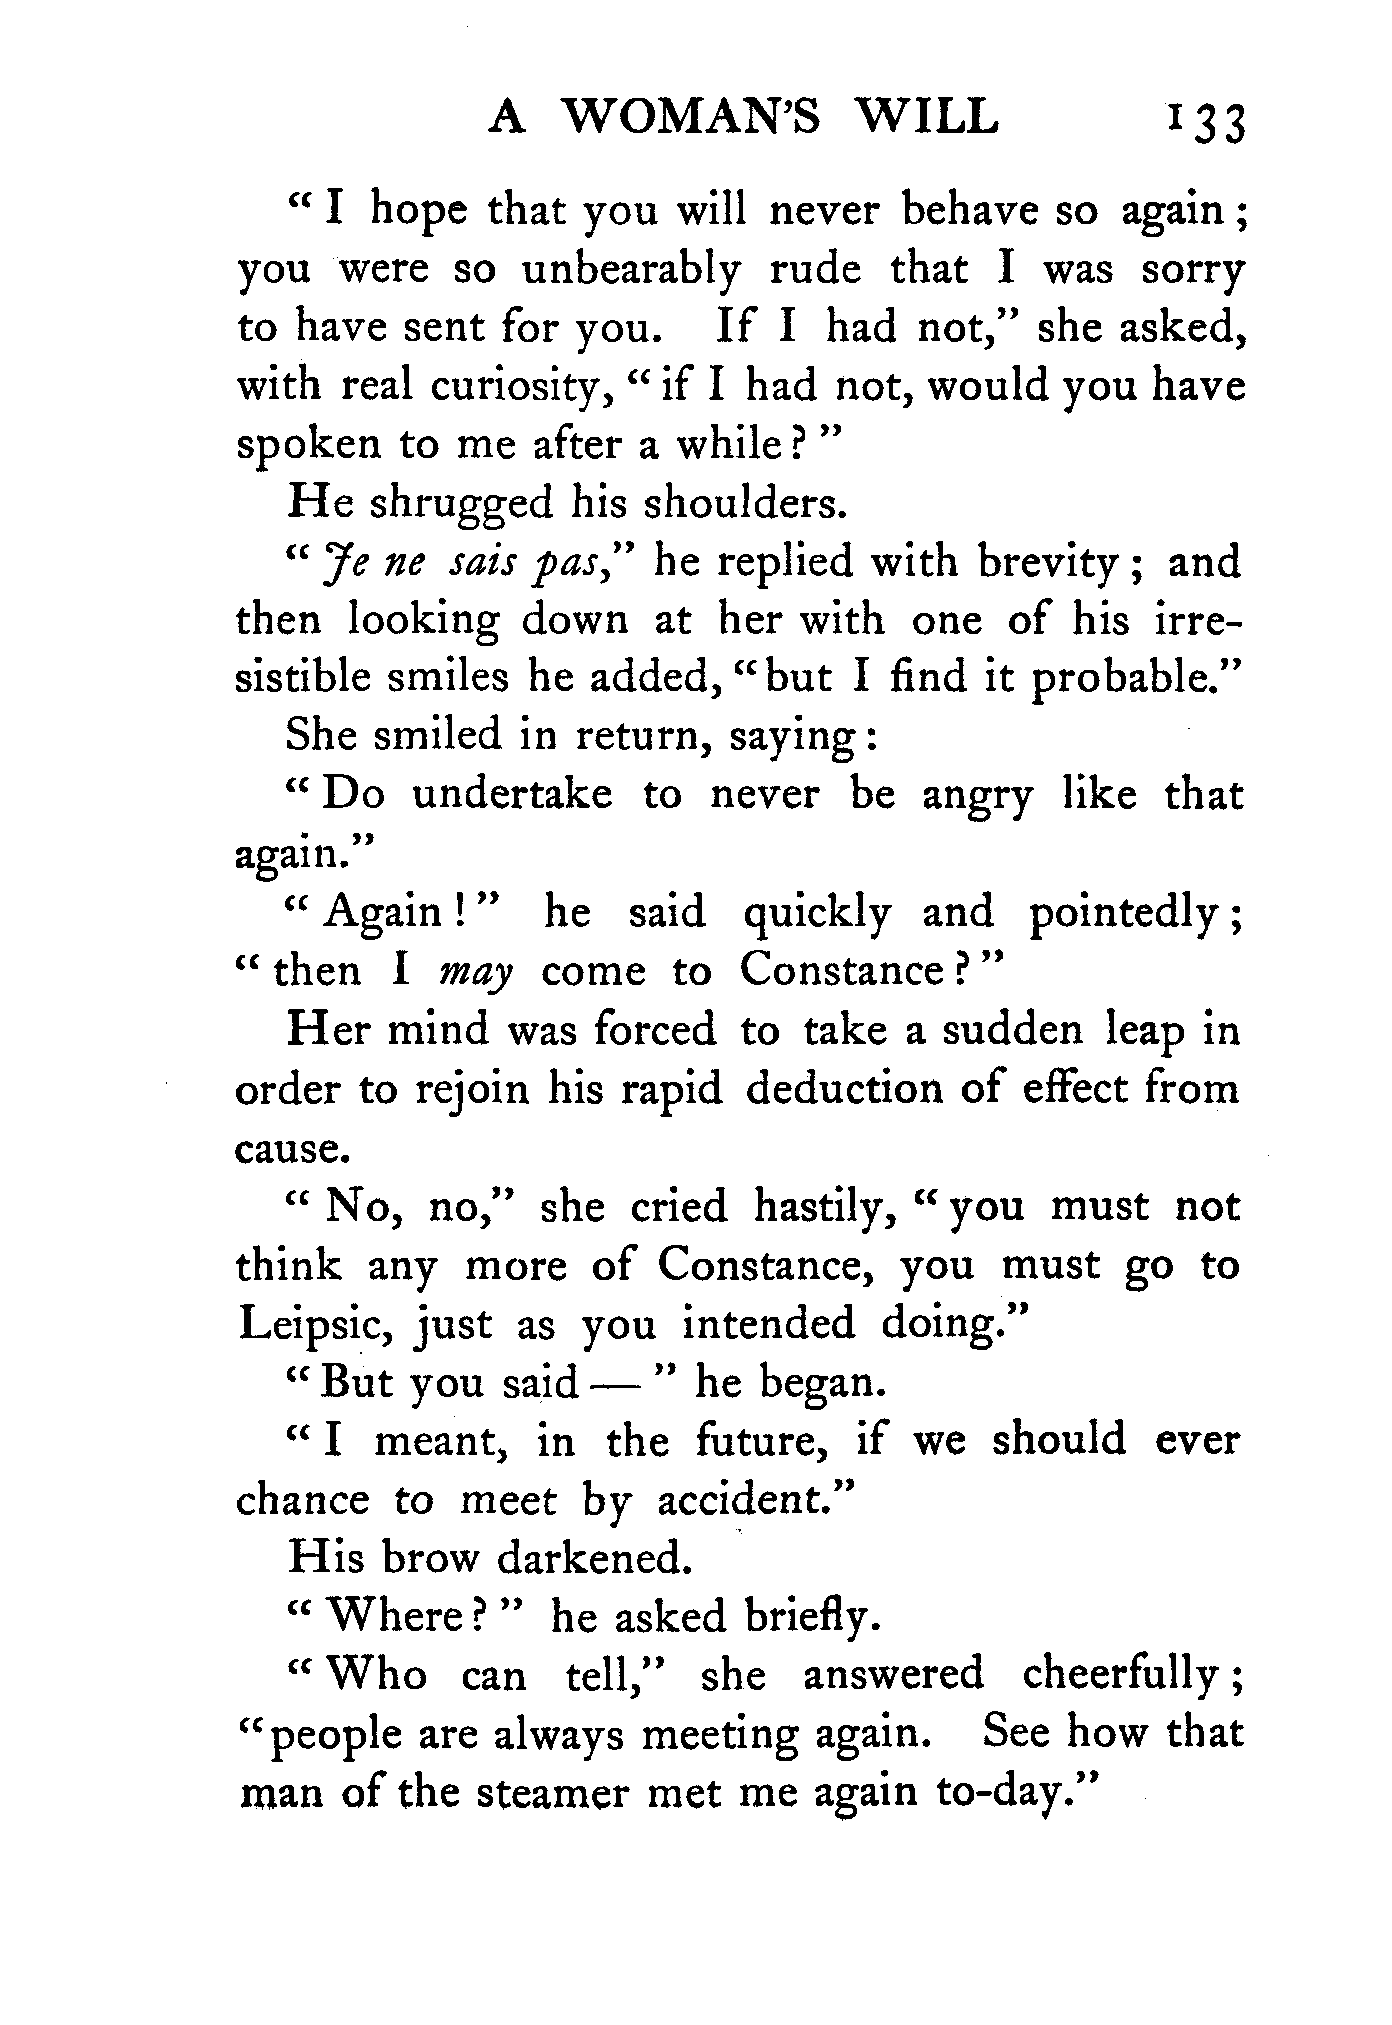 A WOMAN'S WILL 133
“ I hope that you will never behave so again ;
you were so unbearably rude that I was sorry
to have sent for you. If I had not,” she asked,
with real curiosity, “ if I had not, would you have
spoken to me after a while ? ”
He shrugged his shoulders.
“ Je ne sais pas,” he replied with brevity ; and
then looking down at her with one of his irre-
sistible smiles he added, “ but I find it probable.”
She smiled in return, saying :
“ Do undertake to never be angry like that
again.”
“ Again ! ” he said quickly and pointedly ;
“ then I may come to Constance ? ”
Her mind was forced to take a sudden leap in
order to rejoin his rapid deduction of effect from
cause.
“ No, no,” she cried hastily, “ you must not
think any more of Constance, you must go to
Leipsic, just as you intended doing.”
“ But you said — ” he began.
“ I meant, in the future, if we should ever
chance to meet by accident.”
His brow darkened.
“ Where ? ” he asked briefly.
“ Who can tell,” she answered cheerfully ;
“ people are always meeting again. See how that
man of the steamer met me again to-day.”